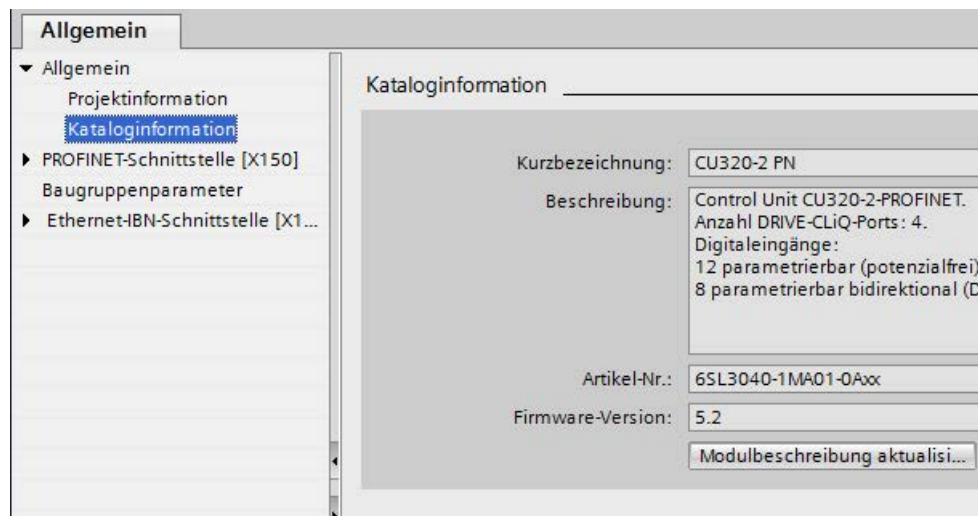 Allgemein
Allgemein
Projektinformation
Kataloginformation
PROFINET-Schnittstelle [X150]
Baugruppenparameter
Ethernet-IBN-Schnittstelle [X1...
Kataloginformation
Kurzbezeichnung: CU320-2 PN
Beschreibung: Control Unit CU320-2-PROFINET.
Anzahl DRIVE-CLiQ-Ports: 4.
Digitaleingänge:
12 parametrierbar (potenzialfrei)
8 parametrierbar bidirektional (D
Artikel-Nr.: 6SL3040-1MA01-0Axx
Firmware-Version: 5.2
Modulbeschreibung aktualisi...